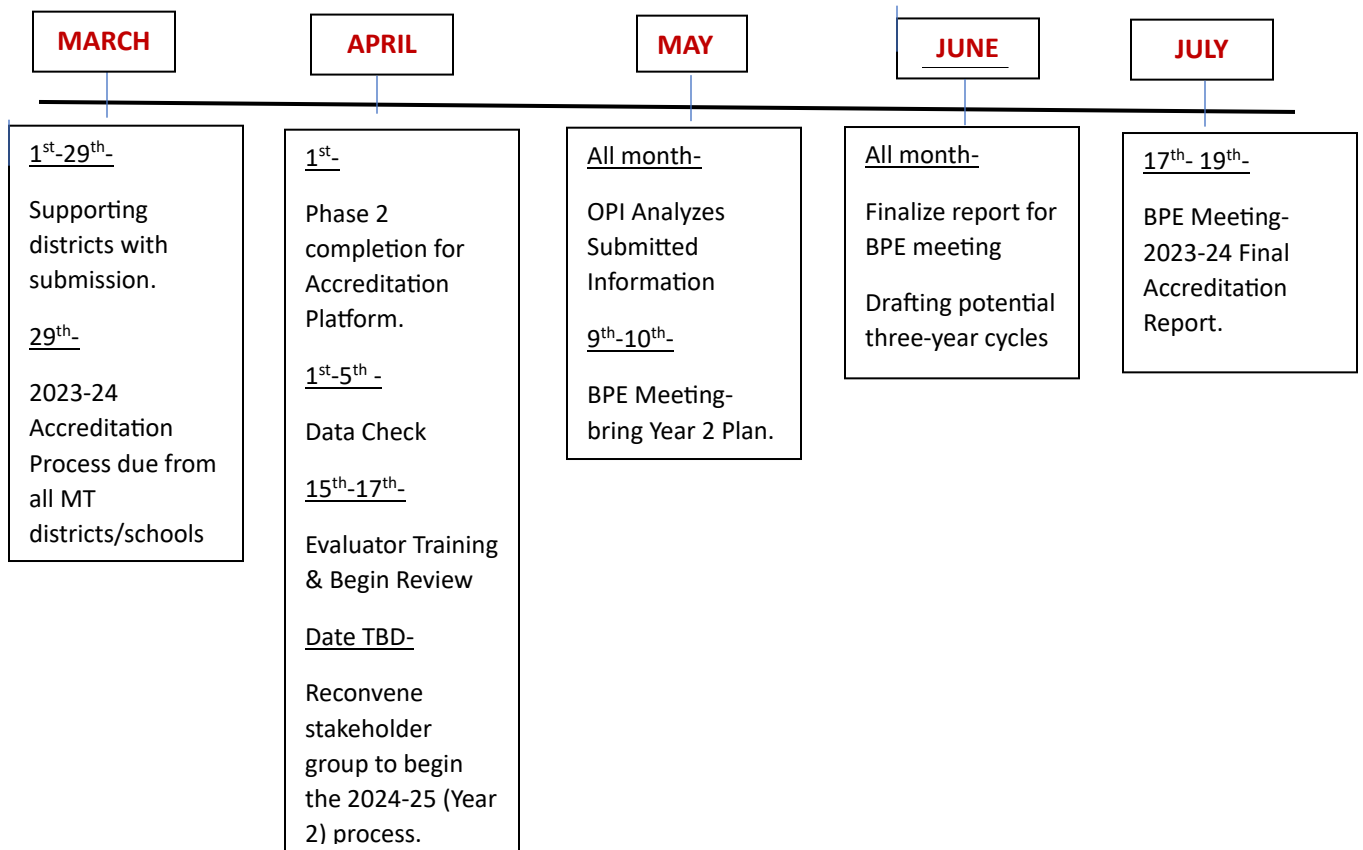 MARCH
APRIL
MAY
JUNE
JULY
1st-29th-
Supporting
districts with
submission.
29th-
2023-24
Accreditation
Process due from
all MT
districts/schools
1st-
Phase 2
completion for
Accreditation
Platform.
1st-5th -
Data Check
15th-17th-
Evaluator Training
& Begin Review
Date TBD-
Reconvene
stakeholder
group to begin
the 2024-25 (Year
2) process.
All month-
OPI Analyzes
Submitted
Information
9th-10th-
BPE Meeting-
bring Year 2 Plan.
All month-
Finalize report for
BPE meeting
Drafting potential
three-year cycles
17th- 19th-
BPE Meeting-
2023-24 Final
Accreditation
Report.